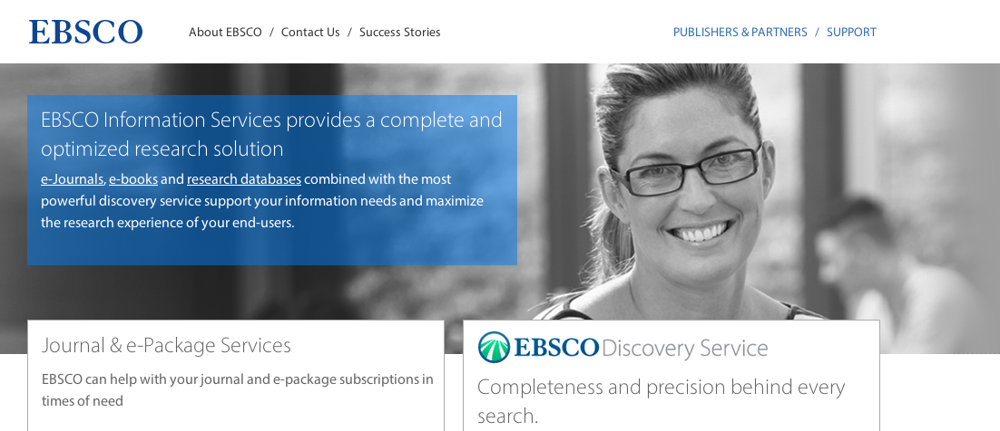 EBSCO
About EBSCO / Contact Us / Success Stories
PUBLISHERS & PARTNERS / SUPPORT
EBSCO Information Services provides a complete and
optimized research solution
e-Journals, e-books and research databases combined with the most
powerful discovery service support your information needs and maximize
the research experience of your end-users.
Journal & e-Package Services
EBSCO can help with your journal and e-package subscriptions in
times of need
EBSCO Discovery Service
Completeness and precision behind every
search.